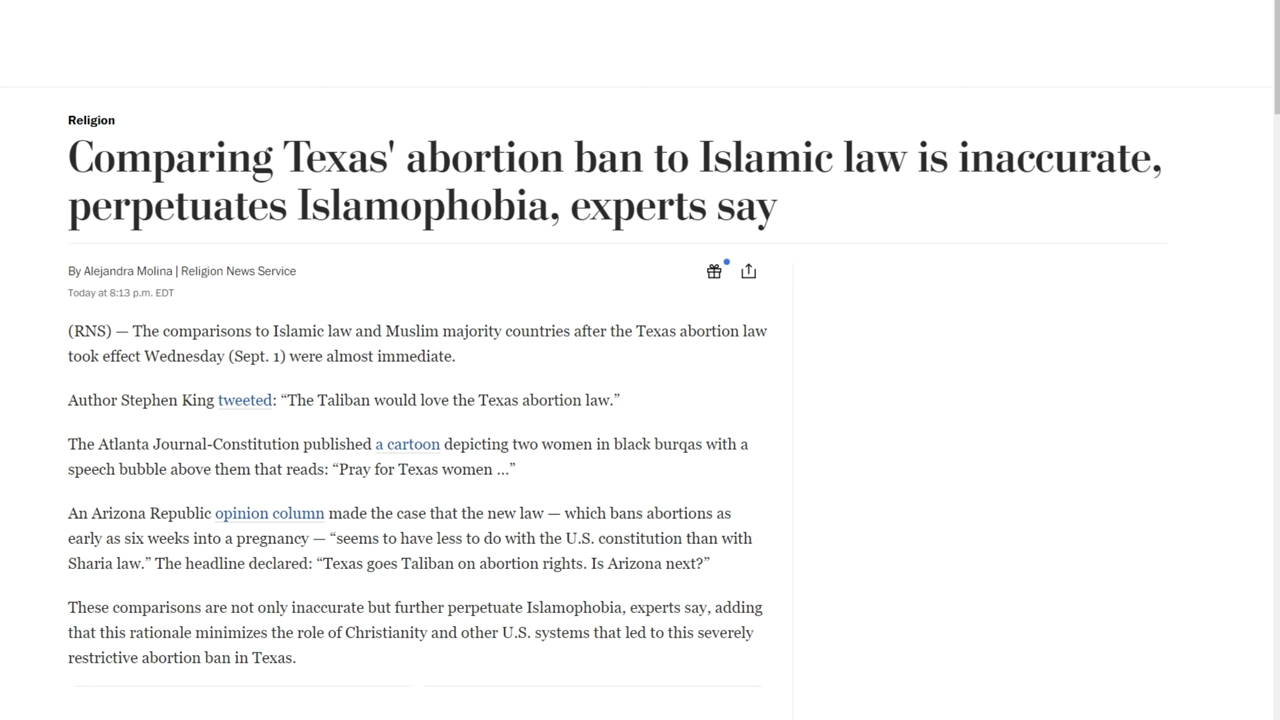 Religion
Comparing Texas' abortion ban to Islamic law is inaccurate,
perpetuates Islamophobia, experts say
By Alejandra Molina | Religion News Service
Today at 8:13 p.m. EDT
(RNS) — The comparisons to Islamic law and Muslim majority countries after the Texas abortion law
took effect Wednesday (Sept. 1) were almost immediate.
Author Stephen King tweeted: “The Taliban would love the Texas abortion law.”
The Atlanta Journal-Constitution published a cartoon depicting two women in black burqas with a
speech bubble above them that reads: “Pray for Texas women ...”
An Arizona Republic opinion column made the case that the new law — which bans abortions as
early as six weeks into a pregnancy — “seems to have less to do with the U.S. constitution than with
Sharia law.” The headline declared: “Texas goes Taliban on abortion rights. Is Arizona next?”
These comparisons are not only inaccurate but further perpetuate Islamophobia, experts say, adding
that this rationale minimizes the role of Christianity and other U.S. systems that led to this severely
restrictive abortion ban in Texas.